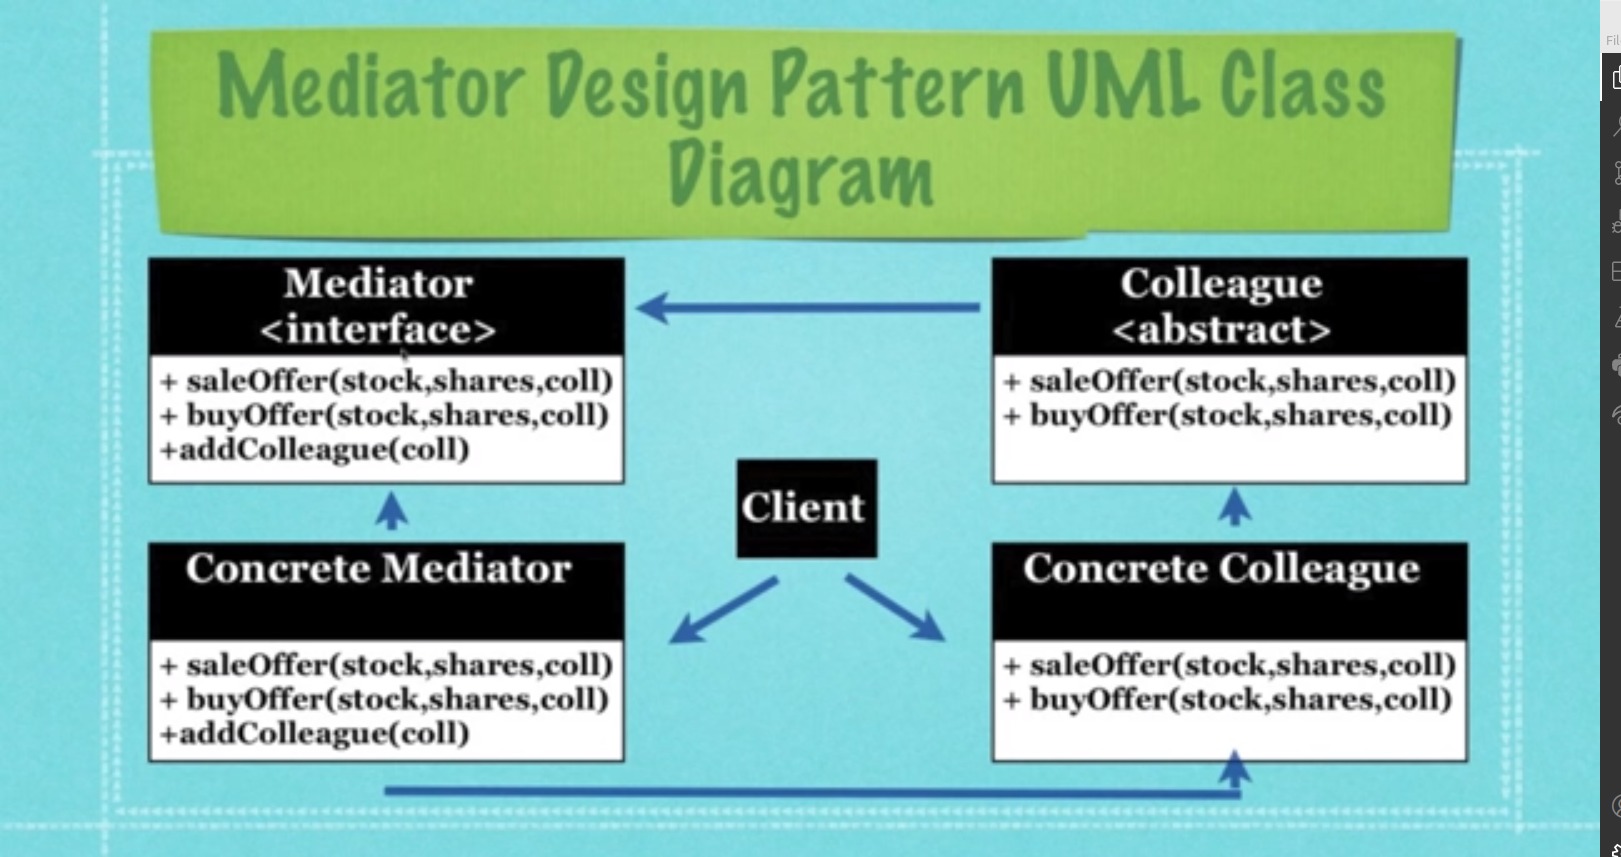 Mediator Design Pattern UML Class
Diagram
Mediator
<interface>
+ saleOffer(stock,shares,coll)
+ buyOffer(stock,shares,coll)
+addColleague(coll)
Colleague
<abstract>
+ saleOffer(stock,shares,coll)
+ buyOffer(stock,shares,coll)
Client
Concrete Mediator
+ saleOffer(stock,shares,coll)
+ buyOffer(stock,shares,coll)
+addColleague(coll)
Concrete Colleague
+ saleOffer(stock,shares,coll)
+ buyOffer(stock,shares,coll)